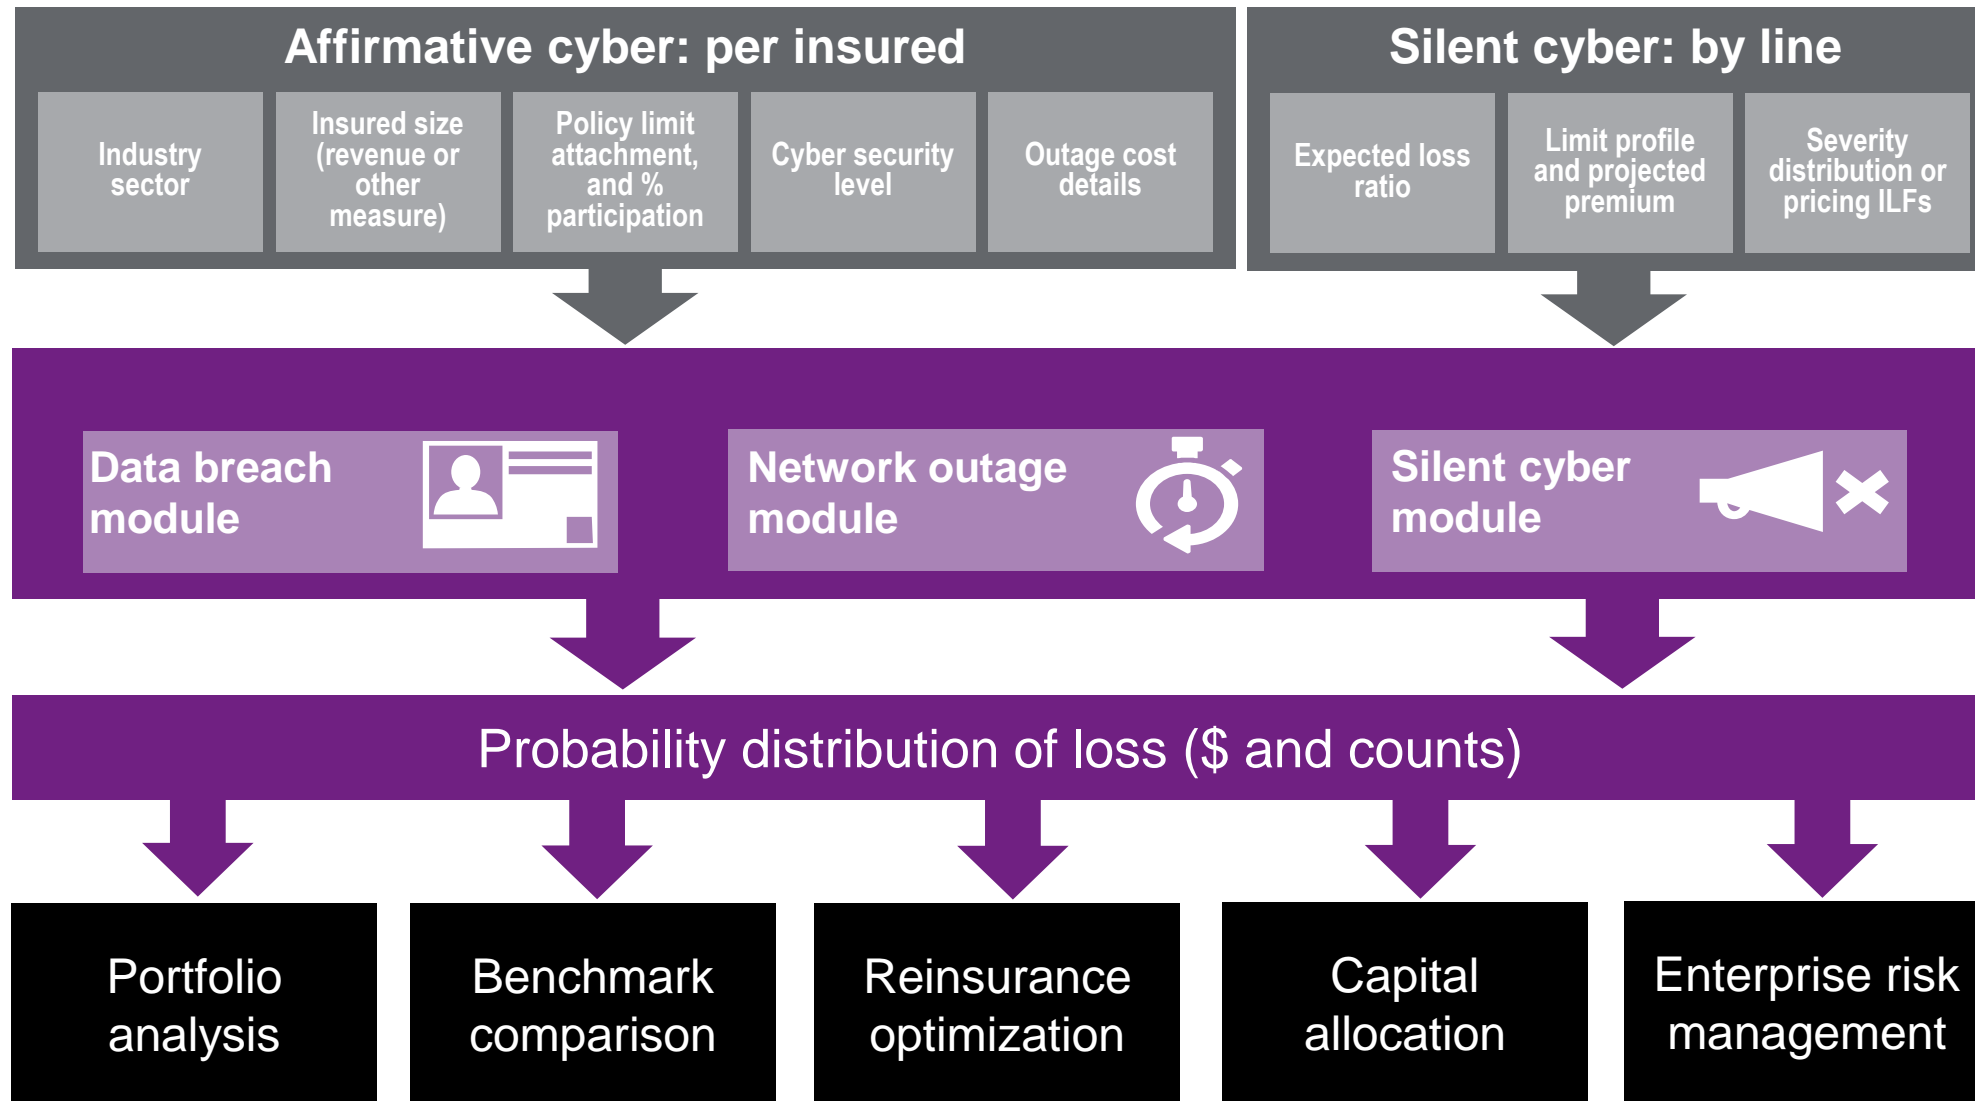 Affirmative cyber: per insured
Silent cyber: by line
Industry
sector
Insured size
(revenue or
other
measure)
Policy limit
attachment,
and %
participation
Cyber security
level
Outage cost
details
Expected loss
ratio
Limit profile
and projected
premium
Severity
distribution or
pricing ILFs
Data breach
module
Network outage
module
Silent cyber
module
Probability distribution of loss ($ and counts)
Portfolio
analysis
Benchmark
comparison
Reinsurance
optimization
Capital
allocation
Enterprise risk
management